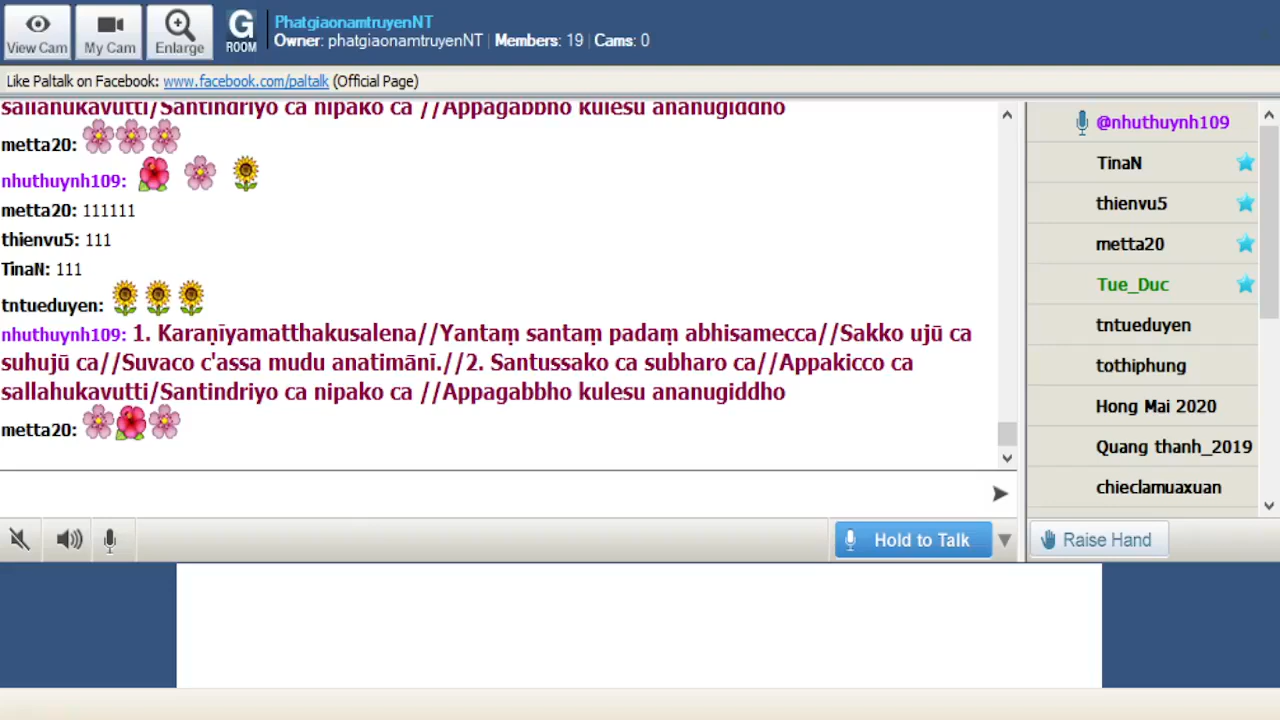 View Cam
My Cam
Enlarge
G
ROOM
PhatgiaonamtruyenNT
Owner: phatgiaonamtruyenNT | Members: 19 | Cams: 0
Like Paltalk on Facebook: www.facebook.com/paltalk (Official Page)
sallahukavutti/Santindriyo ca nipako ca //Appagabbho kulesu ananugiddho
metta20:
nhuthuynh109:
metta20: 111111
thienvu5: 111
TinaN: 111
tntueduyen:
nhuthuynh109: 1. Karaṇīyamatthakusalena//Yantaṃ santaṃ padaṃ abhisamecca//Sakko ujū ca
suhujū ca//Suvaco c'assa mudu anatimānī.//2. Santussako ca subharo ca//Appakicco ca
sallahukavutti/Santindriyo ca nipako ca //Appagabbho kulesu ananugiddho
metta20:
@nhuthuynh109
TinaN
thienvu5
metta20
Tue_Duc
tntueduyen
tothiphung
Hong Mai 2020
Quang thanh_2019
chieclamuaxuan
Hold to Talk
Raise Hand